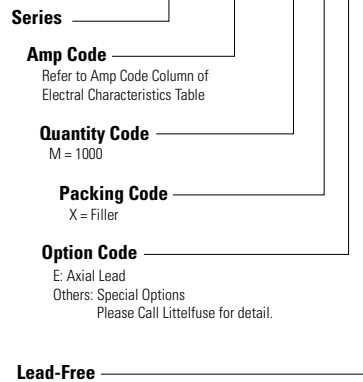 Series
Amp Code
Refer to Amp Code Column of
Electral Characteristics Table
Quantity Code
M = 1000
Packing Code
X = Filler
Option Code
E: Axial Lead
Others: Special Options
Please Call Littelfuse for detail.
Lead-Free